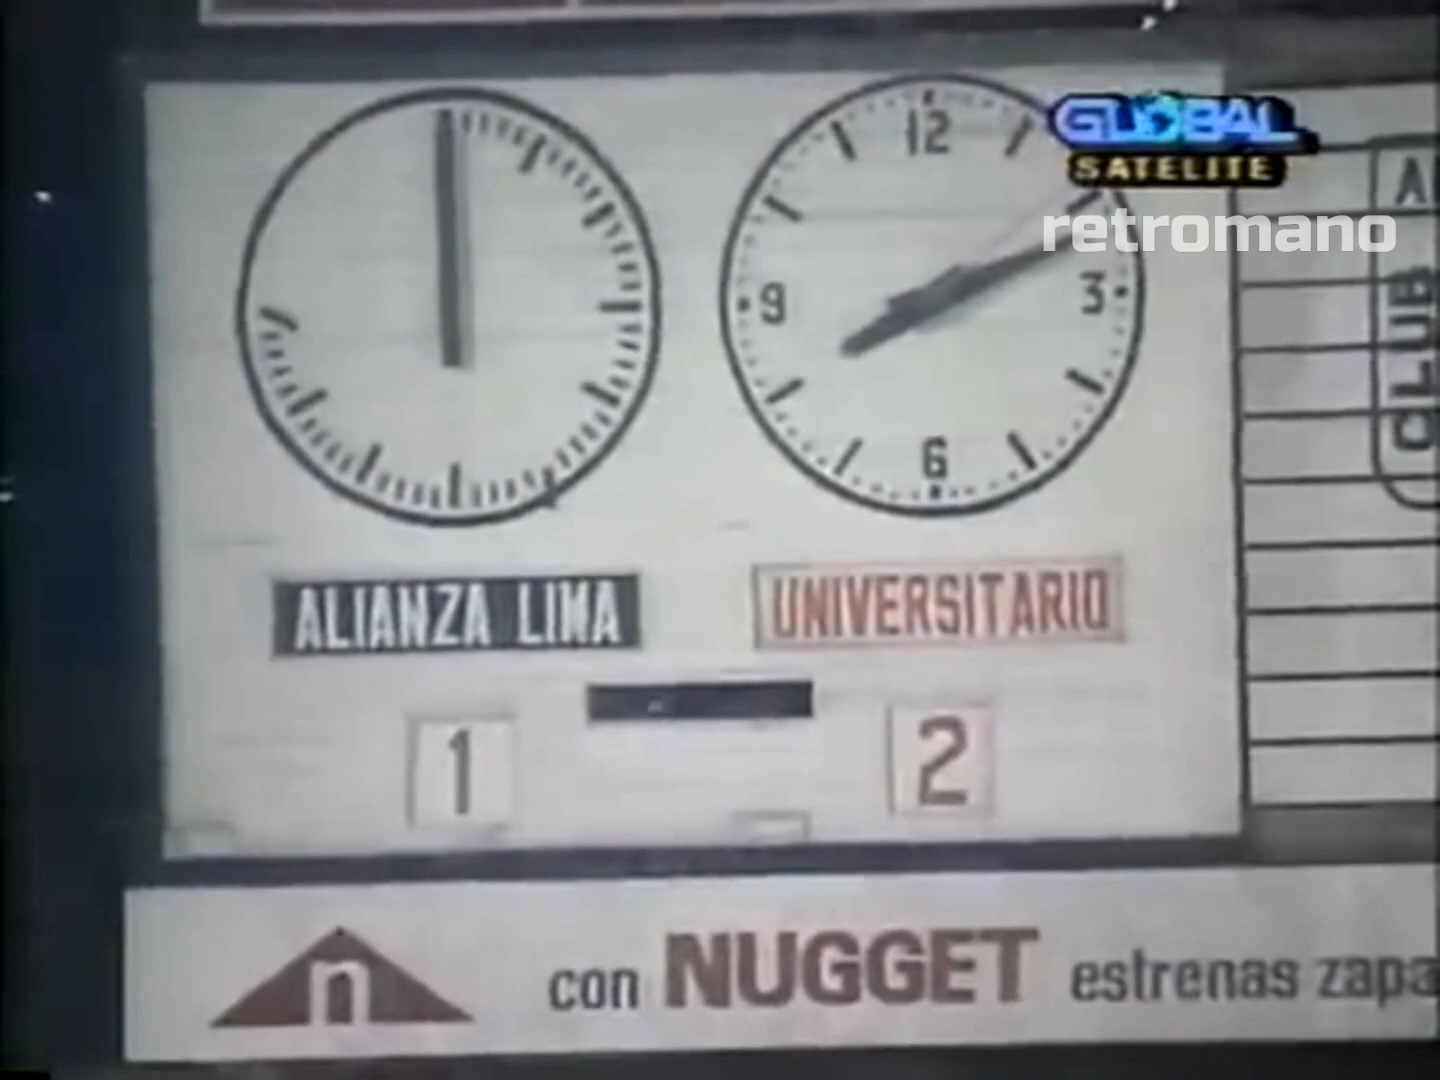 12
GLOBAL
SATELITE
retromano
9
3
6
A
CLUB
ALIANZA LIMA
UNIVERSITARIO
1
2
n
con NUGGET estrenas zapa